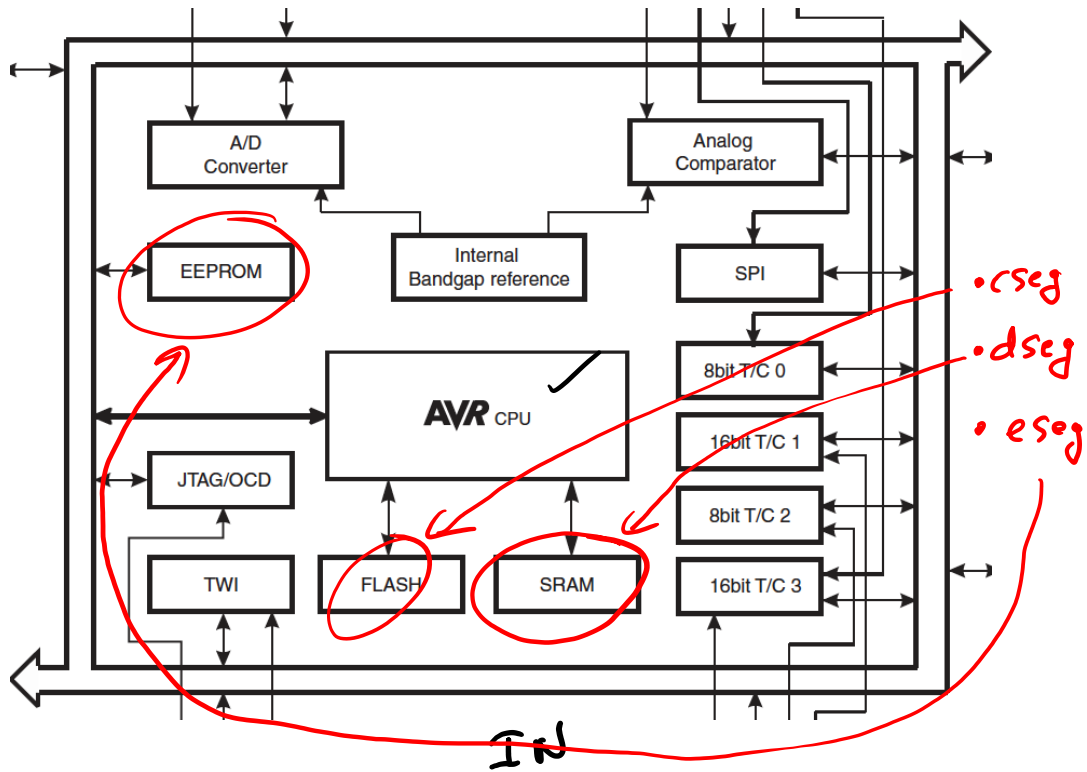 A/D
Converter
Analog
Comparator
EEPROM
Internal
Bandgap reference
SPI
.cseg
.dseg
8bit T/C 0
AVR CPU
16bit T/C 1
.eseg
JTAG/OCD
8bit T/C 2
TWI
FLASH
SRAM
16bit T/C 3
IN